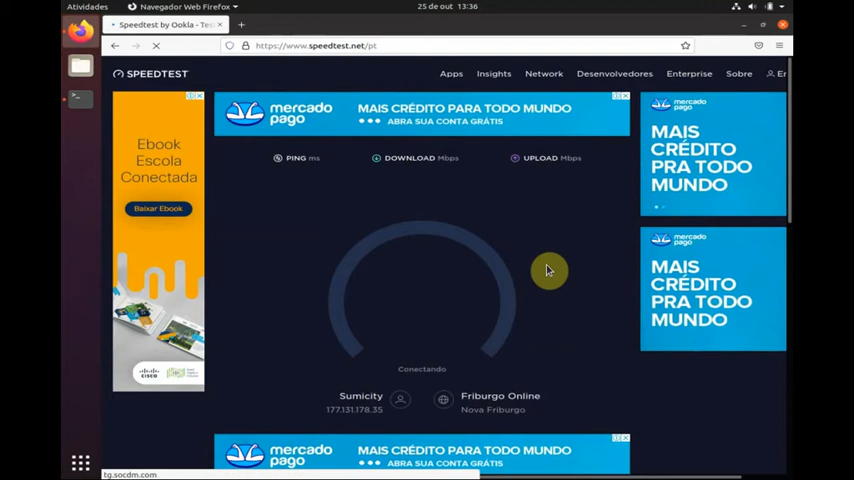 Atividades
Navegador Web Firefox
25 de out 13:36
Speedtest by Ookla - Tes
https://www.speedtest.net/pt
SPEEDTEST
Apps
Insights
Network
Desenvolvedores
Enterprise
Sobre
Er
Ebook
Escola
Conectada
Baixar Ebook
CISCO
mercado
pago
MAIS CRÉDITO PARA TODO MUNDO
ABRA SUA CONTA GRÁTIS
mercado
pago
MAIS
CRÉDITO
PRA TODO
MUNDO
PING ms
DOWNLOAD Mbps
UPLOAD Mbps
mercado
pago
MAIS
CRÉDITO
PRA TODO
MUNDO
Conectando
Sumicity
177.131.178.35
Friburgo Online
Nova Friburgo
mercado
pago
MAIS CRÉDITO PARA TODO MUNDO
ABRA SUA CONTA GRÁTIS
tg.socdm.com